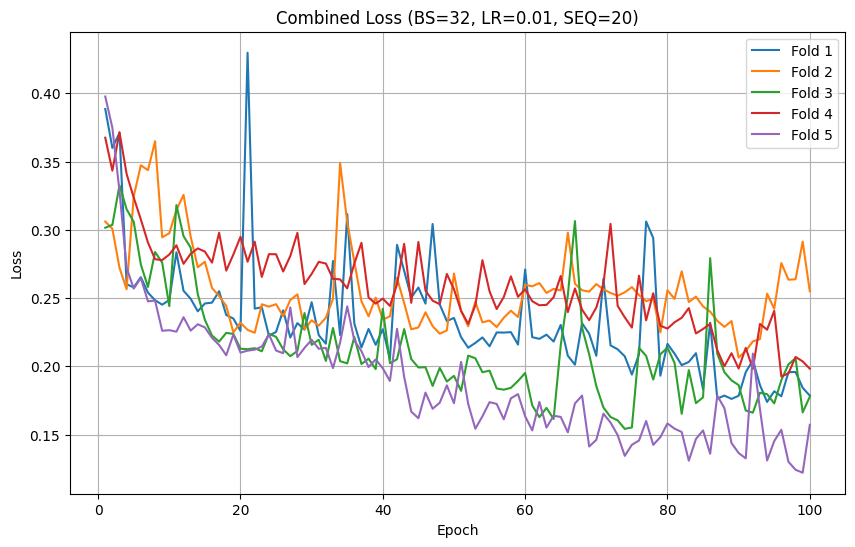 Combined Loss (BS=32, LR=0.01, SEQ=20)
Loss
0.40
0.35
0.30
0.25
0.20
0.15
0
20
40
60
80
100
Epoch
Fold 1
Fold 2
Fold 3
Fold 4
Fold 5